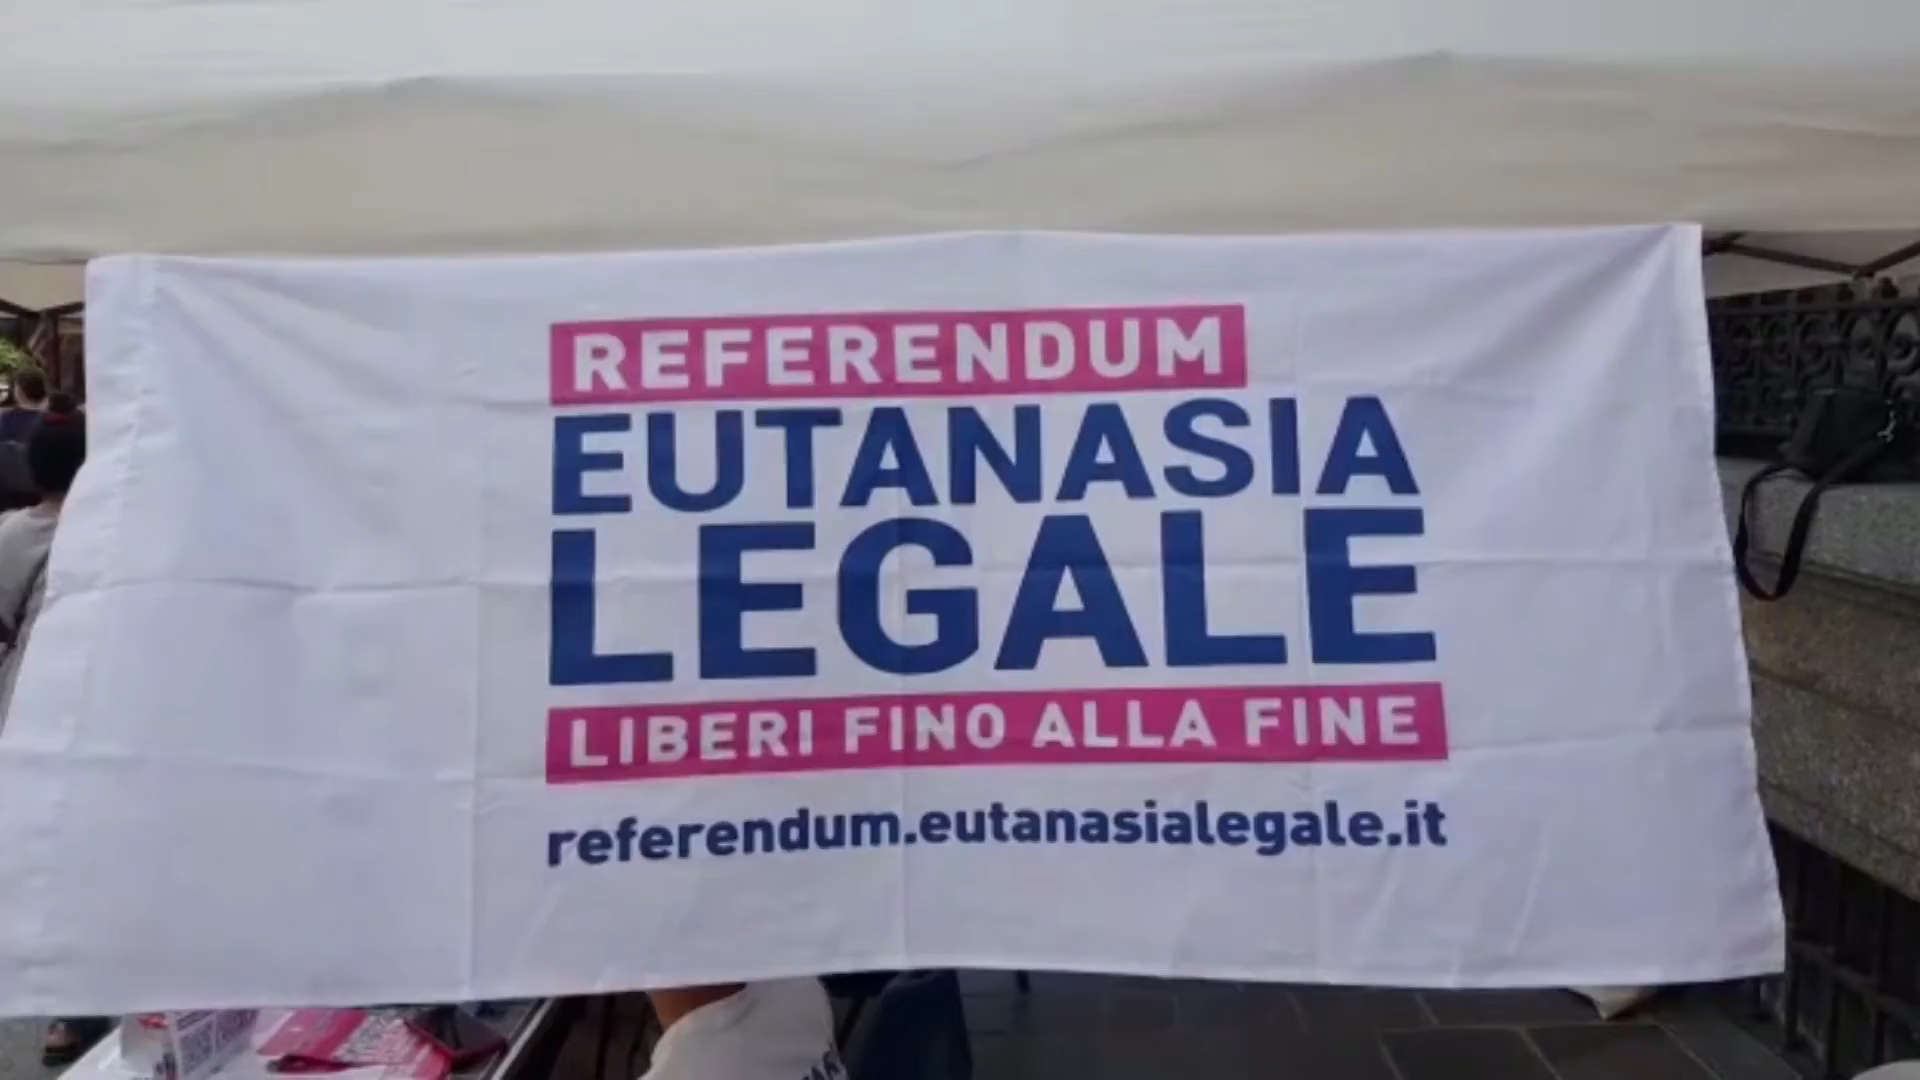 REFERENDUM
EUTANASIA
LEGALE
LIBERI FINO ALLA FINE
referendum.eutanasialegale.it